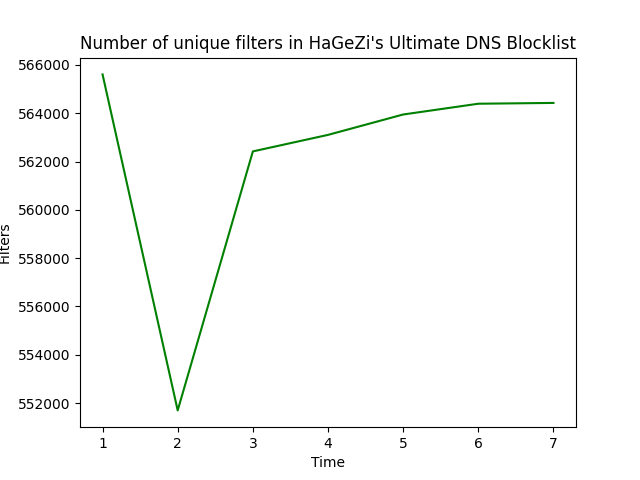 Number of unique filters in HaGeZi's Ultimate DNS Blocklist
566000
564000
562000
560000
558000
556000
554000
552000
Filters
1 2 3 4 5 6 7
Time